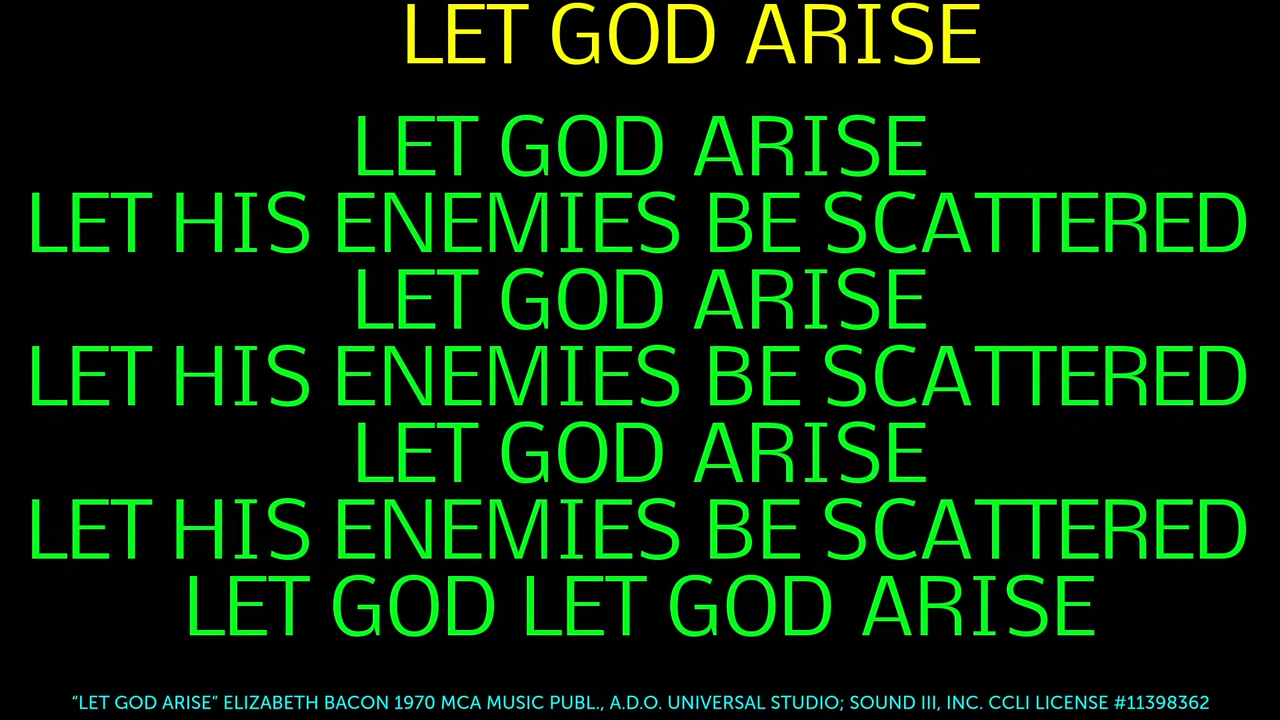 LET GOD ARISE
LET GOD ARISE
LET HIS ENEMIES BE SCATTERED
LET GOD ARISE
LET HIS ENEMIES BE SCATTERED
LET GOD ARISE
LET HIS ENEMIES BE SCATTERED
LET GOD LET GOD ARISE
“LET GOD ARISE” ELIZABETH BACON 1970 MCA MUSIC PUBL., A.D.O. UNIVERSAL STUDIO; SOUND III, INC. CCLI LICENSE #11398362